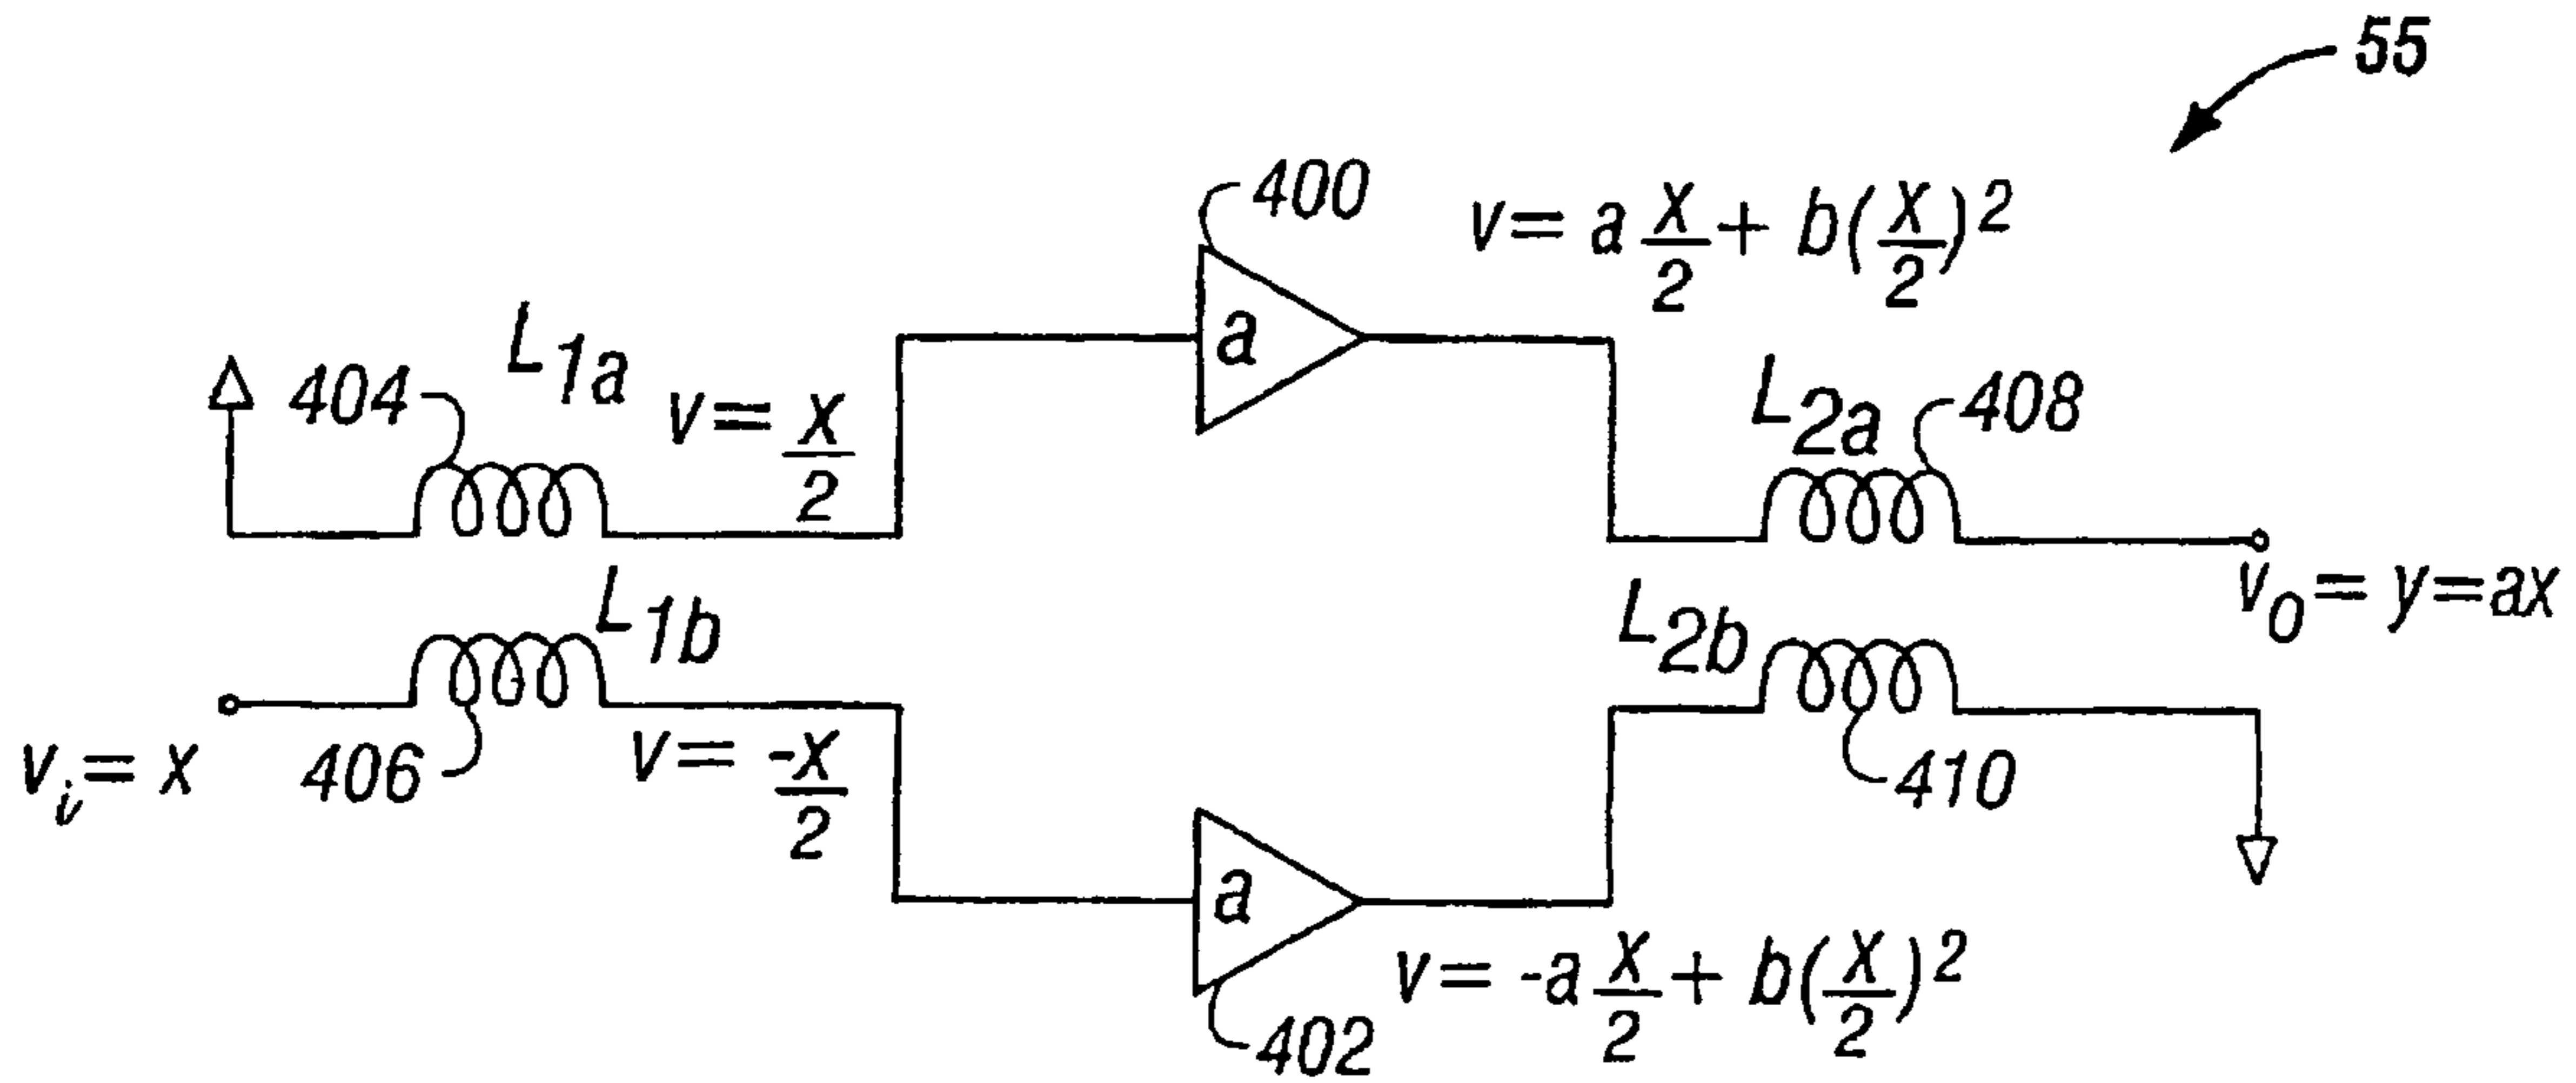 55
400
v = a x/2 + b(x/2)2
L1a
404
v = x/2
a
L2a
408
L1b
L2b
vo = y = ax
vi = x
406
v = -x/2
410
a
v = -a x/2 + b(x/2)2
402